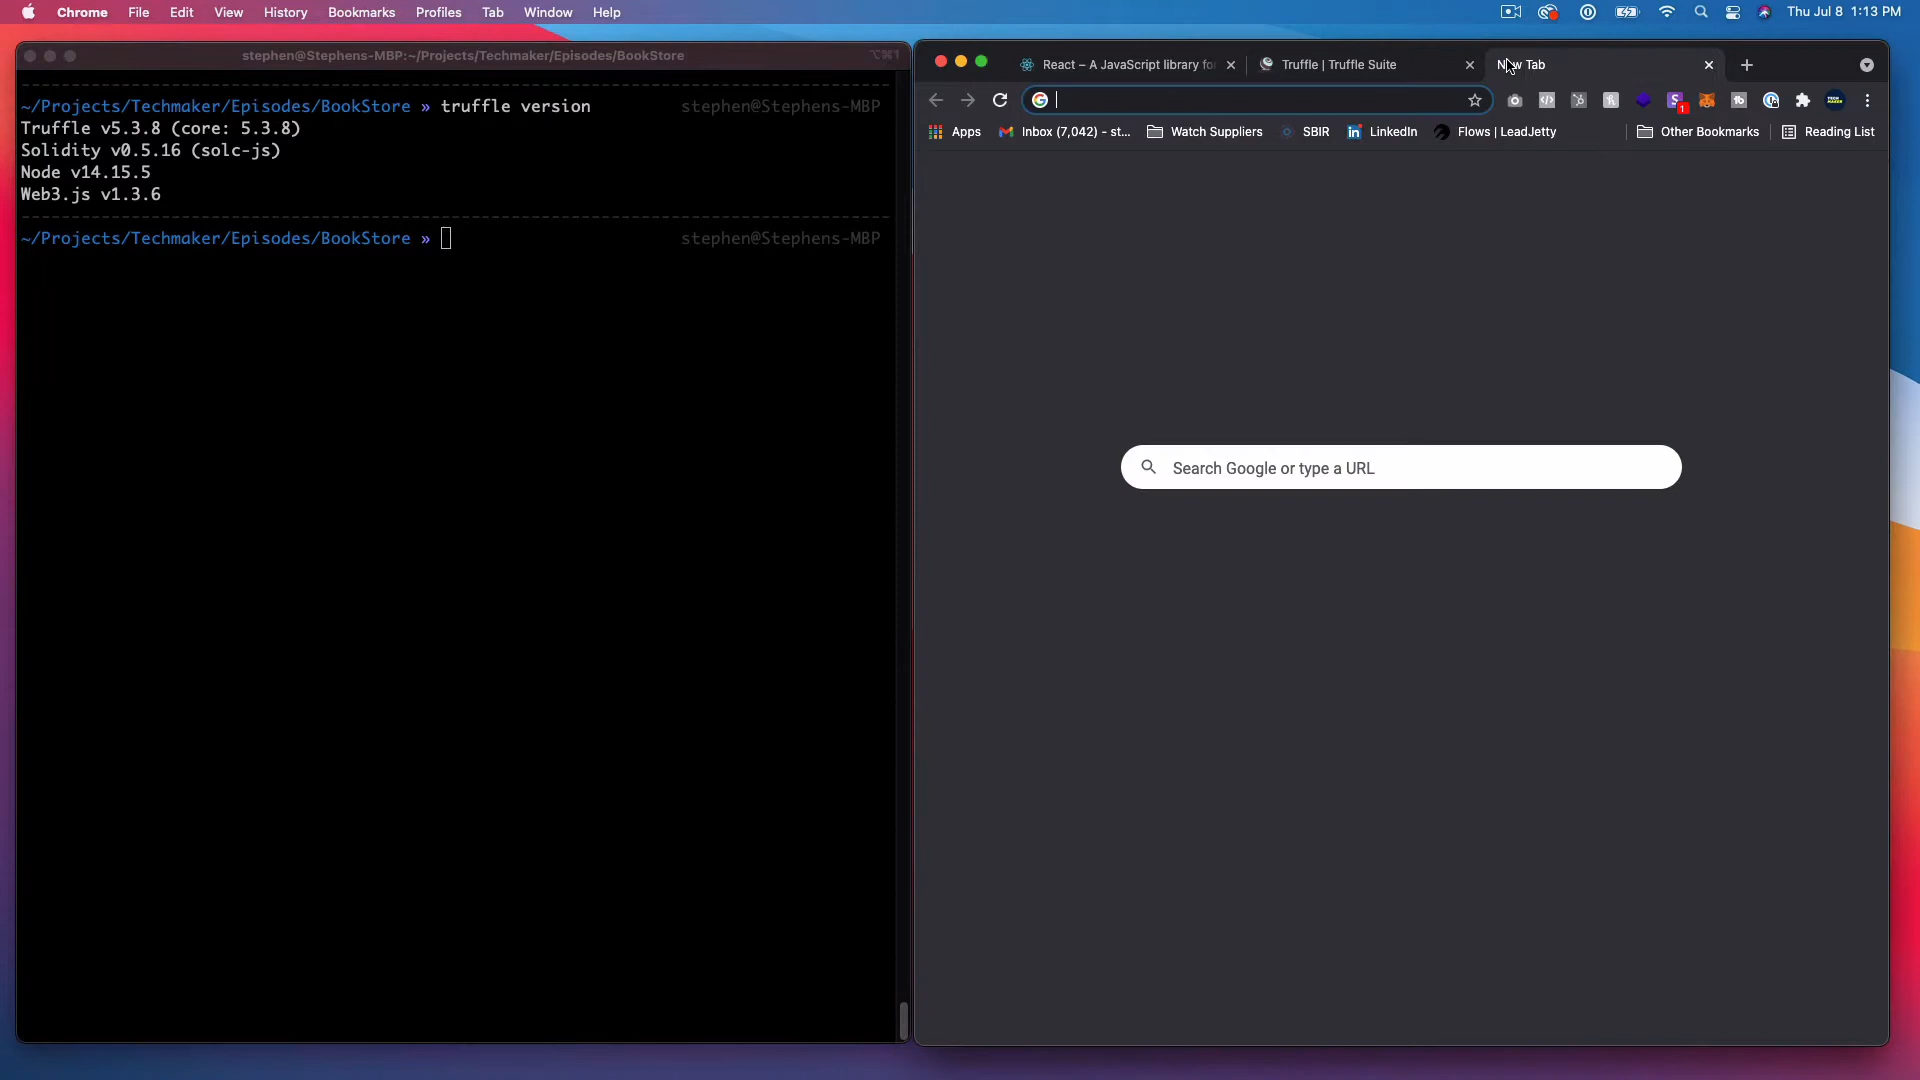 Chrome File Edit View History Bookmarks Profiles Tab Window Help
Thu Jul 8 1:13 PM
stephen@Stephens-MBP:~/Projects/Techmaker/Episodes/BookStore
⌥⌘1
~/Projects/Techmaker/Episodes/BookStore » truffle version stephen@Stephens-MBP
Truffle v5.3.8 (core: 5.3.8)
Solidity v0.5.16 (solc-js)
Node v14.15.5
Web3.js v1.3.6
~/Projects/Techmaker/Episodes/BookStore » stephen@Stephens-MBP
React – A JavaScript library fo
Truffle | Truffle Suite
New Tab
1
TECH MAKER
Apps
Inbox (7,042) - st...
Watch Suppliers
SBIR
LinkedIn
Flows | LeadJetty
Other Bookmarks
Reading List
Search Google or type a URL